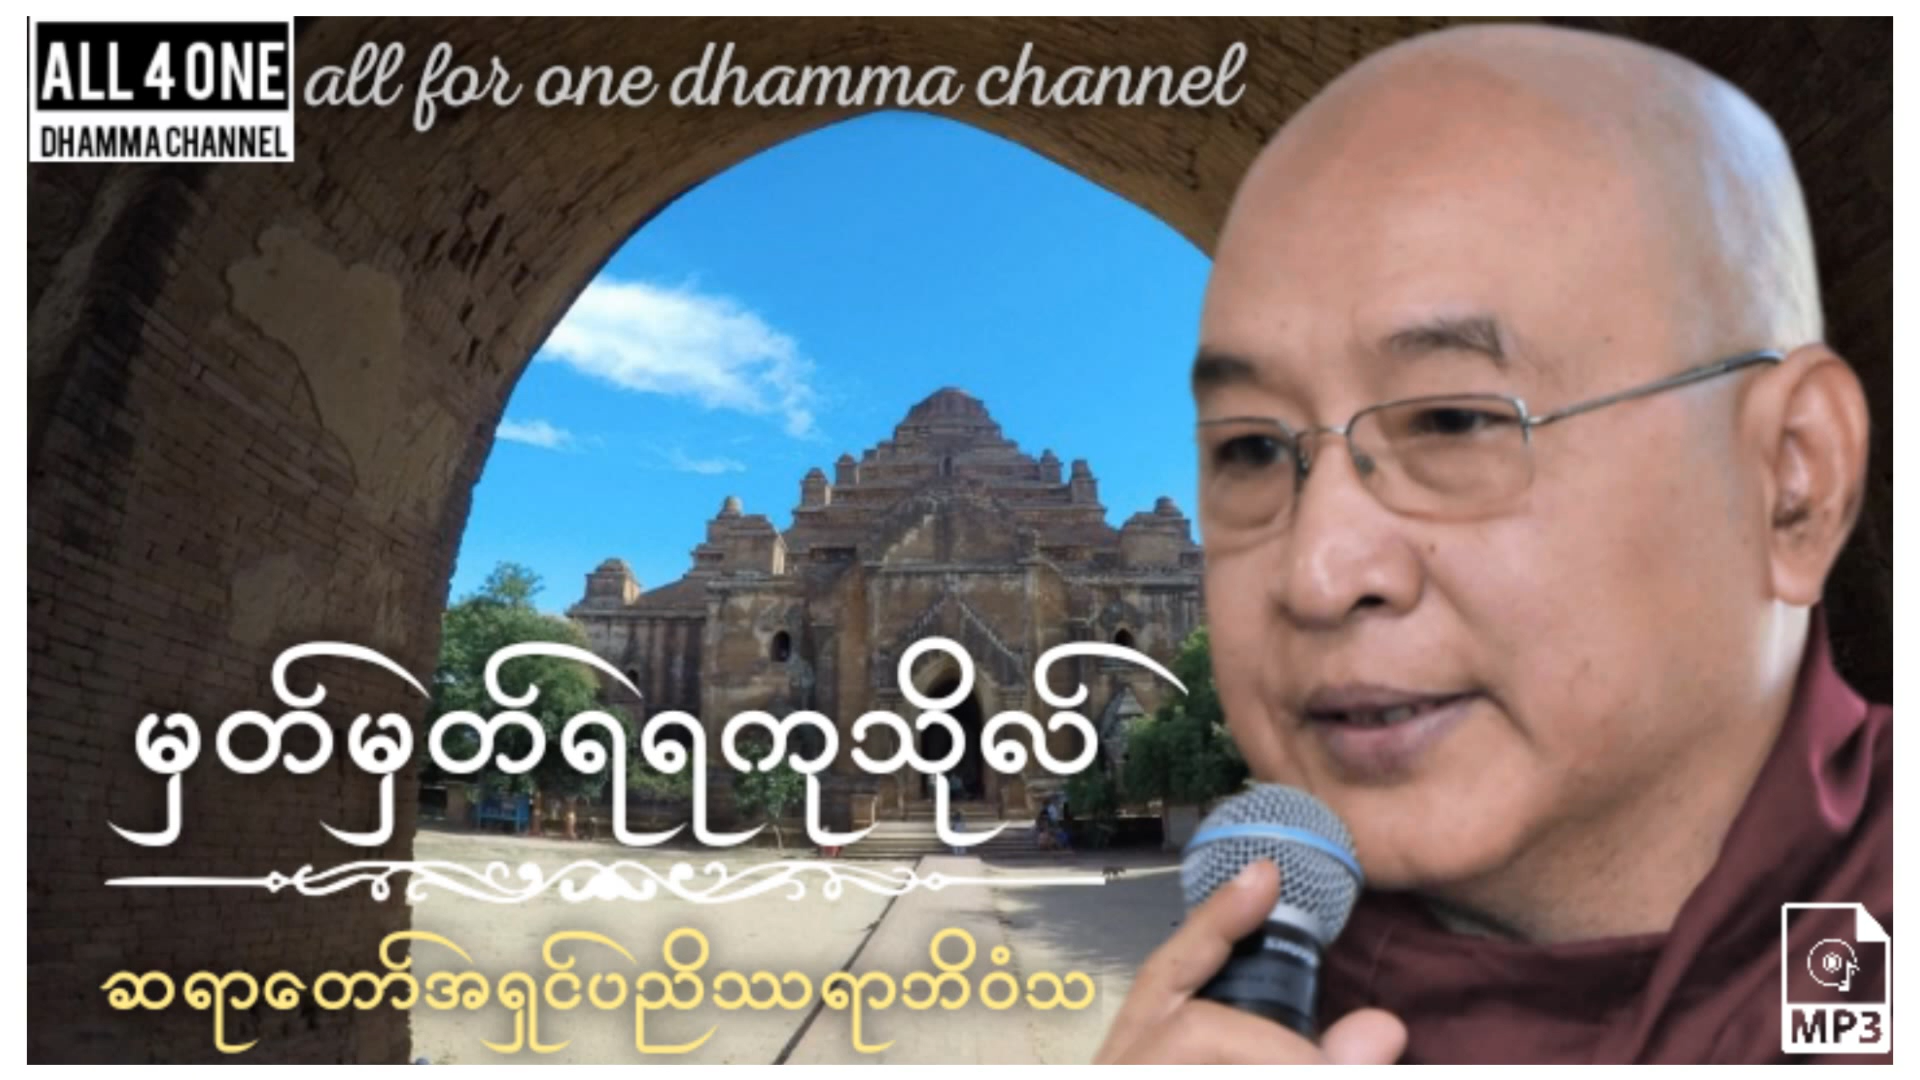 ALL 4 ONE
DHAMMA CHANNEL
all for one dhamma channel
မှတ်မှတ်ရရကုသိုလ်
ဆရာတော်အရှင်ပညိဿရာဘိဝံသ
MP3